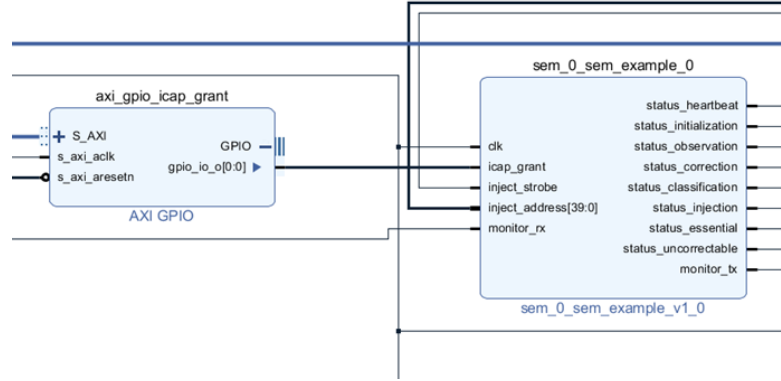 axi_gpio_icap_grant
S_AXI
s_axi_aclk
s_axi_aresetn
GPIO
gpio_io_o[0:0]
AXI GPIO
sem_0_sem_example_0
clk
icap_grant
inject_strobe
inject_address[39:0]
monitor_rx
status_heartbeat
status_initialization
status_observation
status_correction
status_classification
status_injection
status_essential
status_uncorrectable
monitor_tx
sem_0_sem_example_v1_0